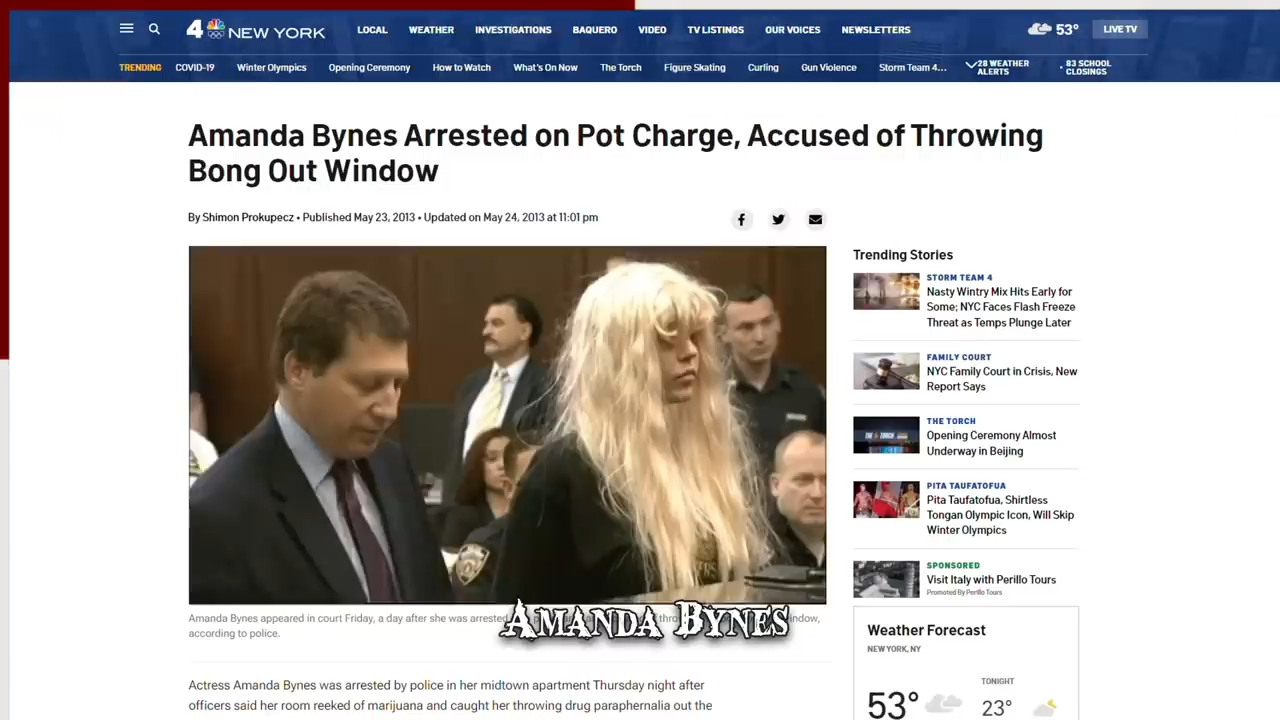 4 NEW YORK
LOCAL WEATHER INVESTIGATIONS BAQUERO VIDEO TV LISTINGS OUR VOICES NEWSLETTERS
53°
LIVE TV
TRENDING COVID-19 Winter Olympics Opening Ceremony How to Watch What's On Now The Torch Figure Skating Curling Gun Violence Storm Team 4...
28 WEATHER
ALERTS
83 SCHOOL
CLOSINGS
Amanda Bynes Arrested on Pot Charge, Accused of Throwing
Bong Out Window
By Shimon Prokupecz • Published May 23, 2013 • Updated on May 24, 2013 at 11:01 pm
Trending Stories
STORM TEAM 4
Nasty Wintry Mix Hits Early for
Some; NYC Faces Flash Freeze
Threat as Temps Plunge Later
FAMILY COURT
NYC Family Court in Crisis, New
Report Says
THE TORCH
Opening Ceremony Almost
Underway in Beijing
PITA TAUFATOFUA
Pita Taufatofua, Shirtless
Tongan Olympic Icon, Will Skip
Winter Olympics
SPONSORED
Visit Italy with Perillo Tours
Promoted By Perillo Tours
Amanda Bynes appeared in court Friday, a day after she was arrested
according to police.
AMANDA BYNES
Actress Amanda Bynes was arrested by police in her midtown apartment Thursday night after
officers said her room reeked of marijuana and caught her throwing drug paraphernalia out the
Weather Forecast
NEW YORK, NY
53°
TONIGHT
23°